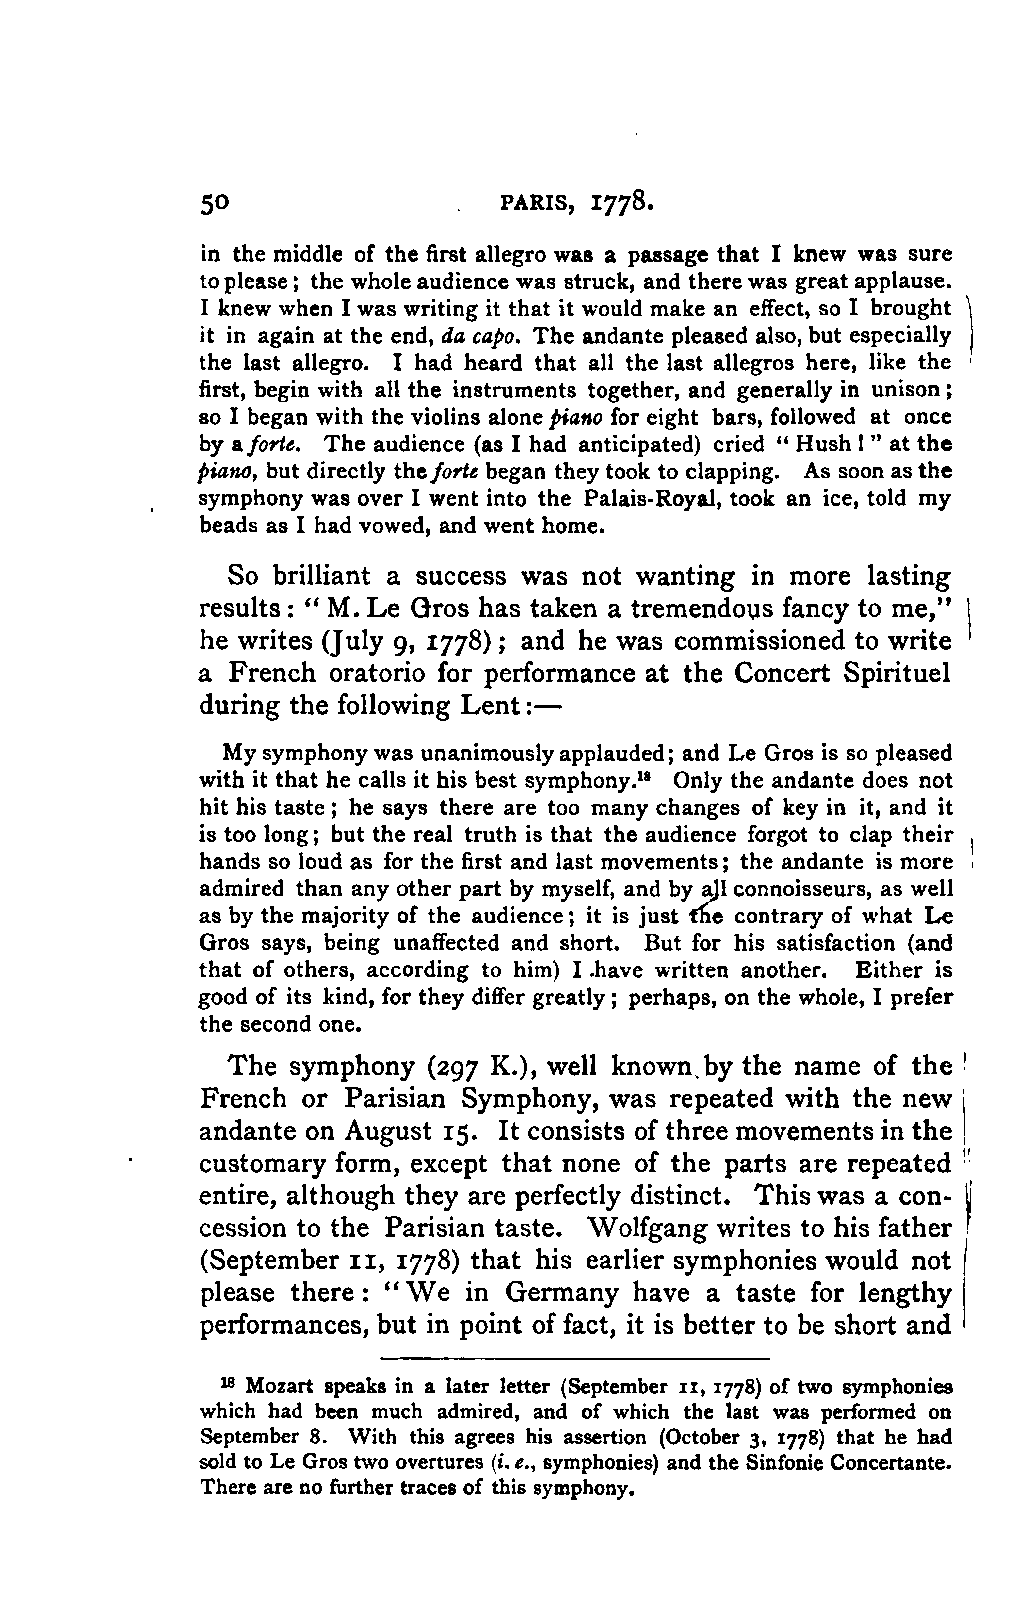 50 PARIS, 1778.
in the middle of the first allegro was a passage that I knew was sure
to please; the whole audience was struck, and there was great applause.
I knew when I was writing it that it would make an effect, so I brought
it in again at the end, da capo. The andante pleased also, but especially
the last allegro. I had heard that all the last allegros here, like the
first, begin with all the instruments together, and generally in unison;
so I began with the violins alone piano for eight bars, followed at once
by a forte. The audience (as I had anticipated) cried "Hush!" at the
piano, but directly the forte began they took to clapping. As soon as the
symphony was over I went into the Palais-Royal, took an ice, told my
beads as I had vowed, and went home.
So brilliant a success was not wanting in more lasting
results: "M. Le Gros has taken a tremendous fancy to me,"
he writes (July 9, 1778); and he was commissioned to write
a French oratorio for performance at the Concert Spirituel
during the following Lent:—
My symphony was unanimously applauded; and Le Gros is so pleased
with it that he calls it his best symphony.¹⁸ Only the andante does not
hit his taste; he says there are too many changes of key in it, and it
is too long; but the real truth is that the audience forgot to clap their
hands so loud as for the first and last movements; the andante is more
admired than any other part by myself, and by all connoisseurs, as well
as by the majority of the audience; it is just the contrary of what Le
Gros says, being unaffected and short. But for his satisfaction (and
that of others, according to him) I have written another. Either is
good of its kind, for they differ greatly; perhaps, on the whole, I prefer
the second one.
The symphony (297 K.), well known by the name of the
French or Parisian Symphony, was repeated with the new
andante on August 15. It consists of three movements in the
customary form, except that none of the parts are repeated
entire, although they are perfectly distinct. This was a con-
cession to the Parisian taste. Wolfgang writes to his father
(September 11, 1778) that his earlier symphonies would not
please there: "We in Germany have a taste for lengthy
performances, but in point of fact, it is better to be short and
¹⁸ Mozart speaks in a later letter (September 11, 1778) of two symphonies
which had been much admired, and of which the last was performed on
September 8. With this agrees his assertion (October 3, 1778) that he had
sold to Le Gros two overtures (i. e., symphonies) and the Sinfonie Concertante.
There are no further traces of this symphony.